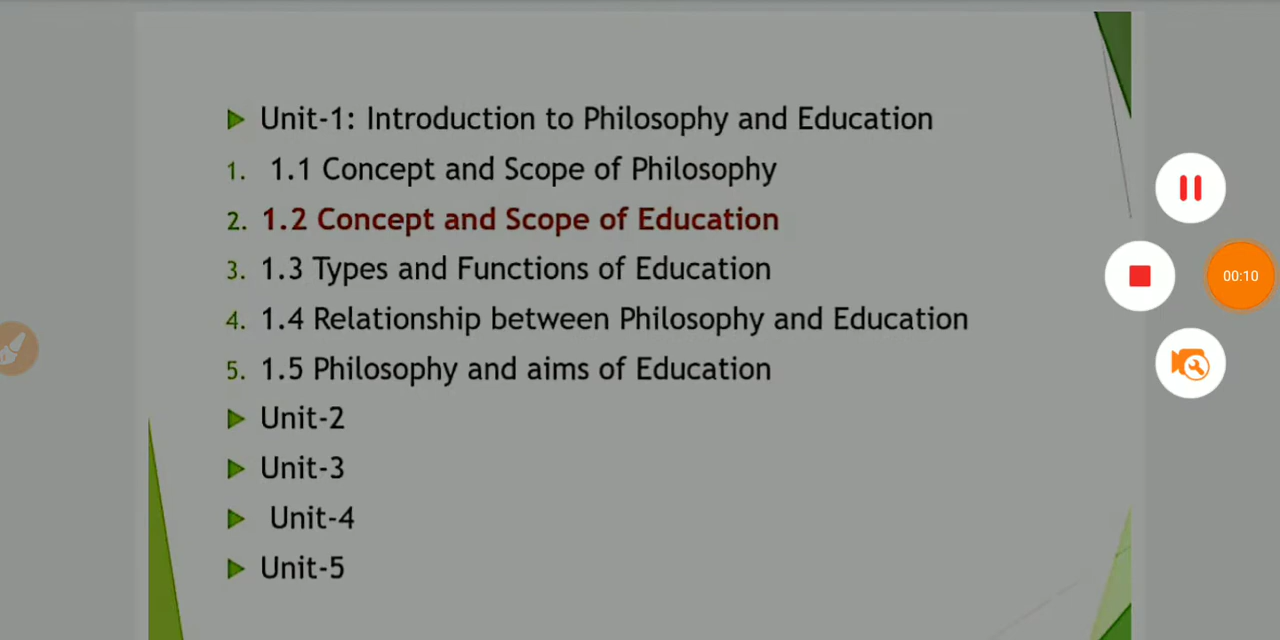 Unit-1: Introduction to Philosophy and Education
1. 1.1 Concept and Scope of Philosophy
2. 1.2 Concept and Scope of Education
3. 1.3 Types and Functions of Education
4. 1.4 Relationship between Philosophy and Education
5. 1.5 Philosophy and aims of Education
Unit-2
Unit-3
Unit-4
Unit-5
00:10